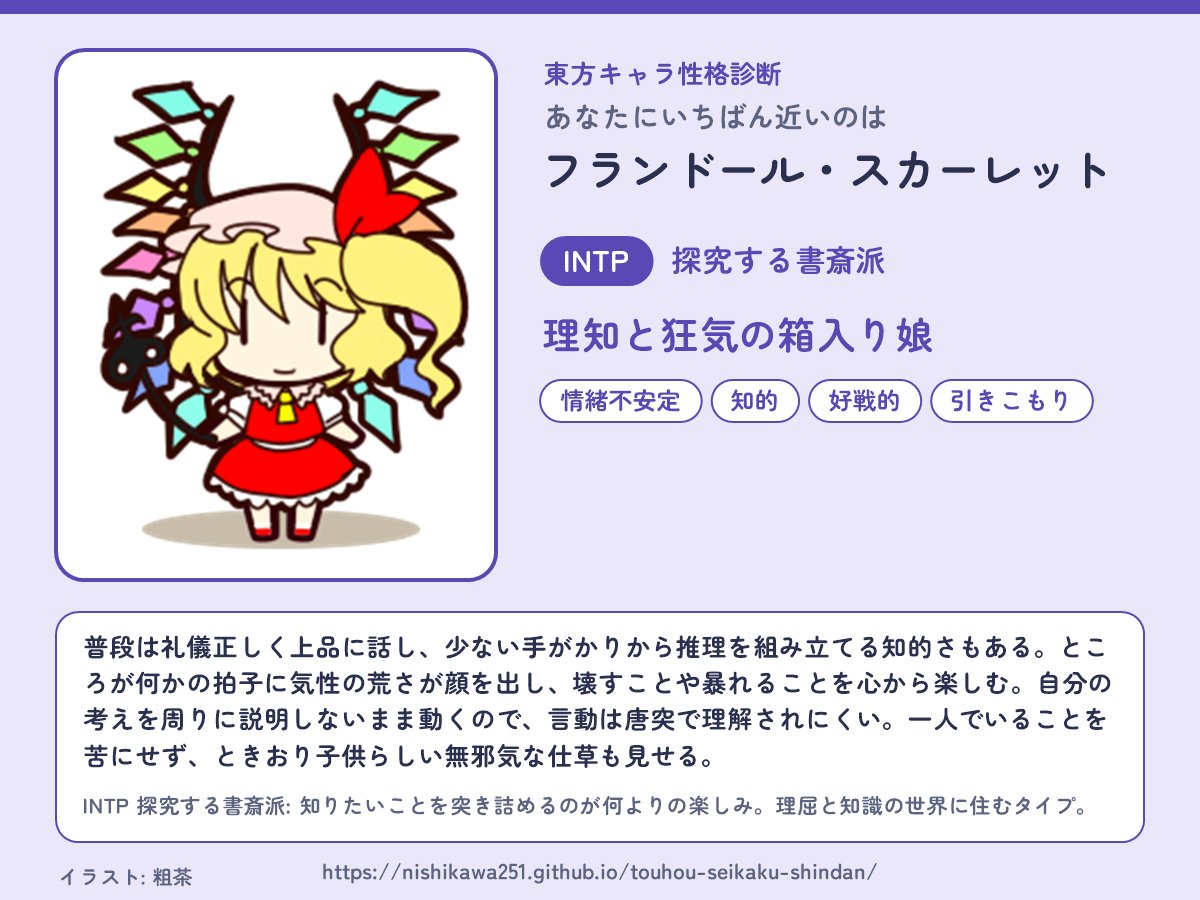 東方キャラ性格診断
あなたにいちばん近いのは
フランドール・スカーレット
INTP 探究する書斎派
理知と狂気の箱入り娘
情緒不安定 知的 好戦的 引きこもり
普段は礼儀正しく上品に話し、少ない手がかりから推理を組み立てる知的さもある。とこ
ろが何かの拍子に気性の荒さが顔を出し、壊すことや暴れることを心から楽しむ。自分の
考えを周りに説明しないまま動くので、言動は唐突で理解されにくい。一人でいることを
苦にせず、ときおり子供らしい無邪気な仕草も見せる。
INTP 探究する書斎派: 知りたいことを突き詰めるのが何よりの楽しみ。理屈と知識の世界に住むタイプ。
イラスト: 粗茶
https://nishikawa251.github.io/touhou-seikaku-shindan/